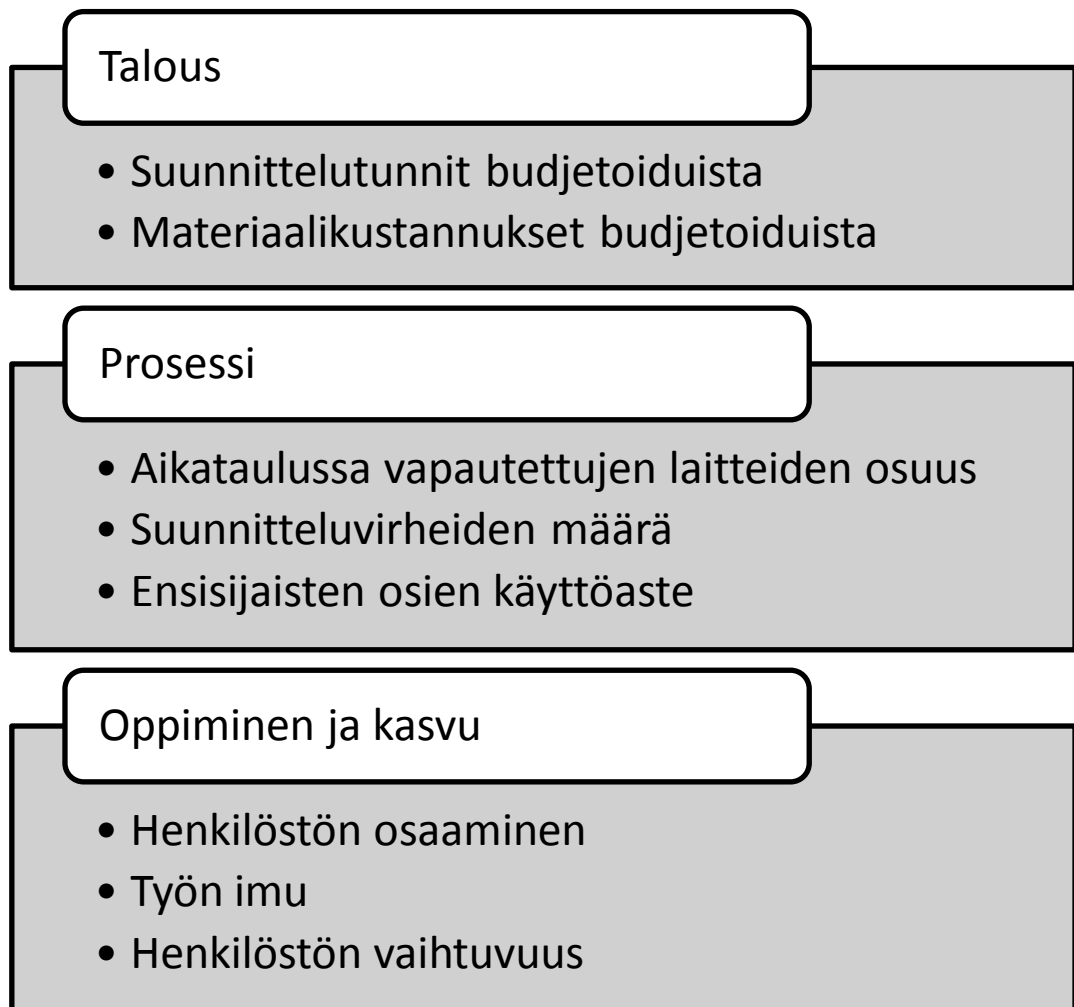 Talous
• Suunnittelutunnit budjetoiduista
• Materiaalikustannukset budjetoiduista
Prosessi
• Aikataulussa vapautettujen laitteiden osuus
• Suunnitteluvirheiden määrä
• Ensisijaisten osien käyttöaste
Oppiminen ja kasvu
• Henkilöstön osaaminen
• Työn imu
• Henkilöstön vaihtuvuus